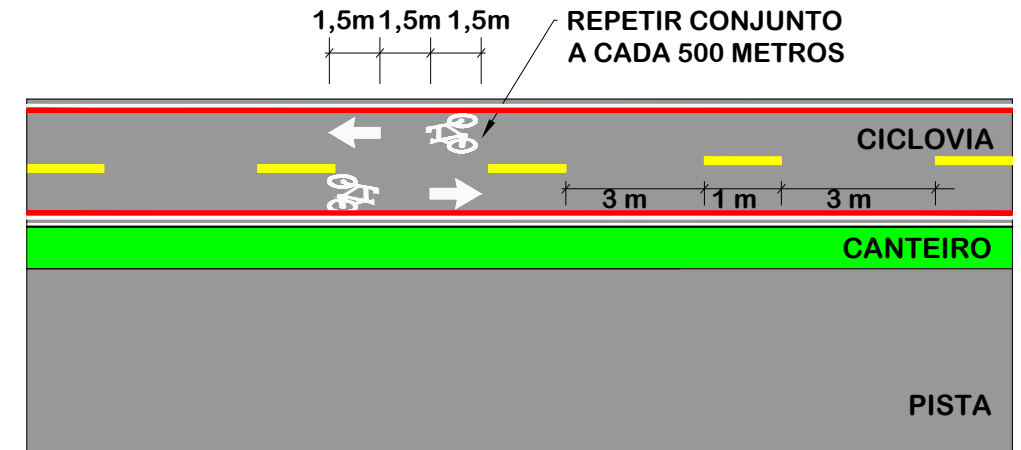 1,5m 1,5m 1,5m
REPETIR CONJUNTO
A CADA 500 METROS
CICLOVIA
3 m 1 m 3 m
CANTEIRO
PISTA